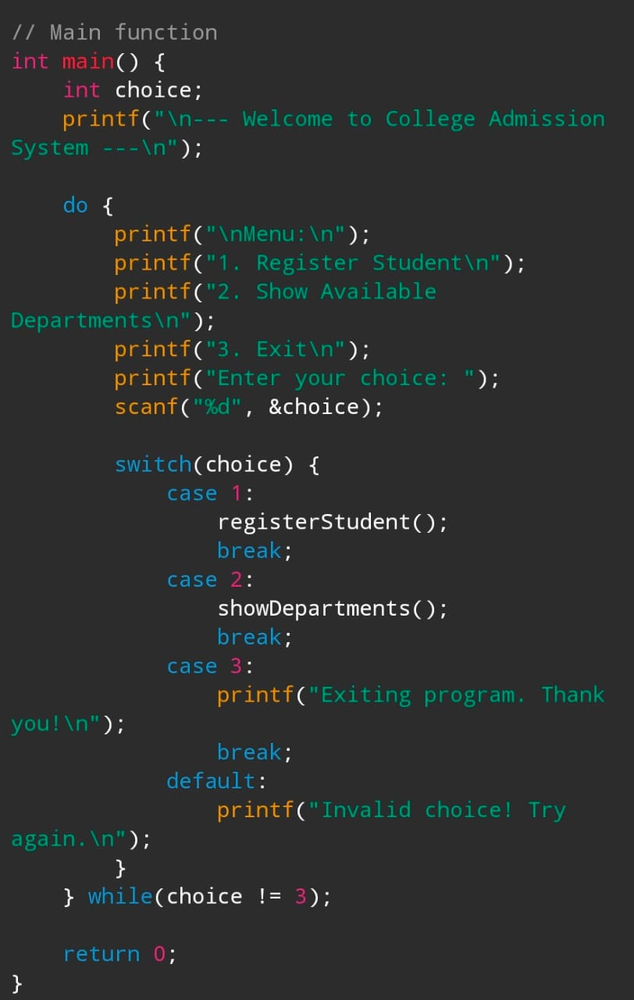 // Main function
int main() {
    int choice;
    printf("\n--- Welcome to College Admission
System ---\n");

    do {
        printf("\nMenu:\n");
        printf("1. Register Student\n");
        printf("2. Show Available
Departments\n");
        printf("3. Exit\n");
        printf("Enter your choice: ");
        scanf("%d", &choice);

        switch(choice) {
            case 1:
                registerStudent();
                break;
            case 2:
                showDepartments();
                break;
            case 3:
                printf("Exiting program. Thank
you!\n");
                break;
            default:
                printf("Invalid choice! Try
again.\n");
        }
    } while(choice != 3);

    return 0;
}